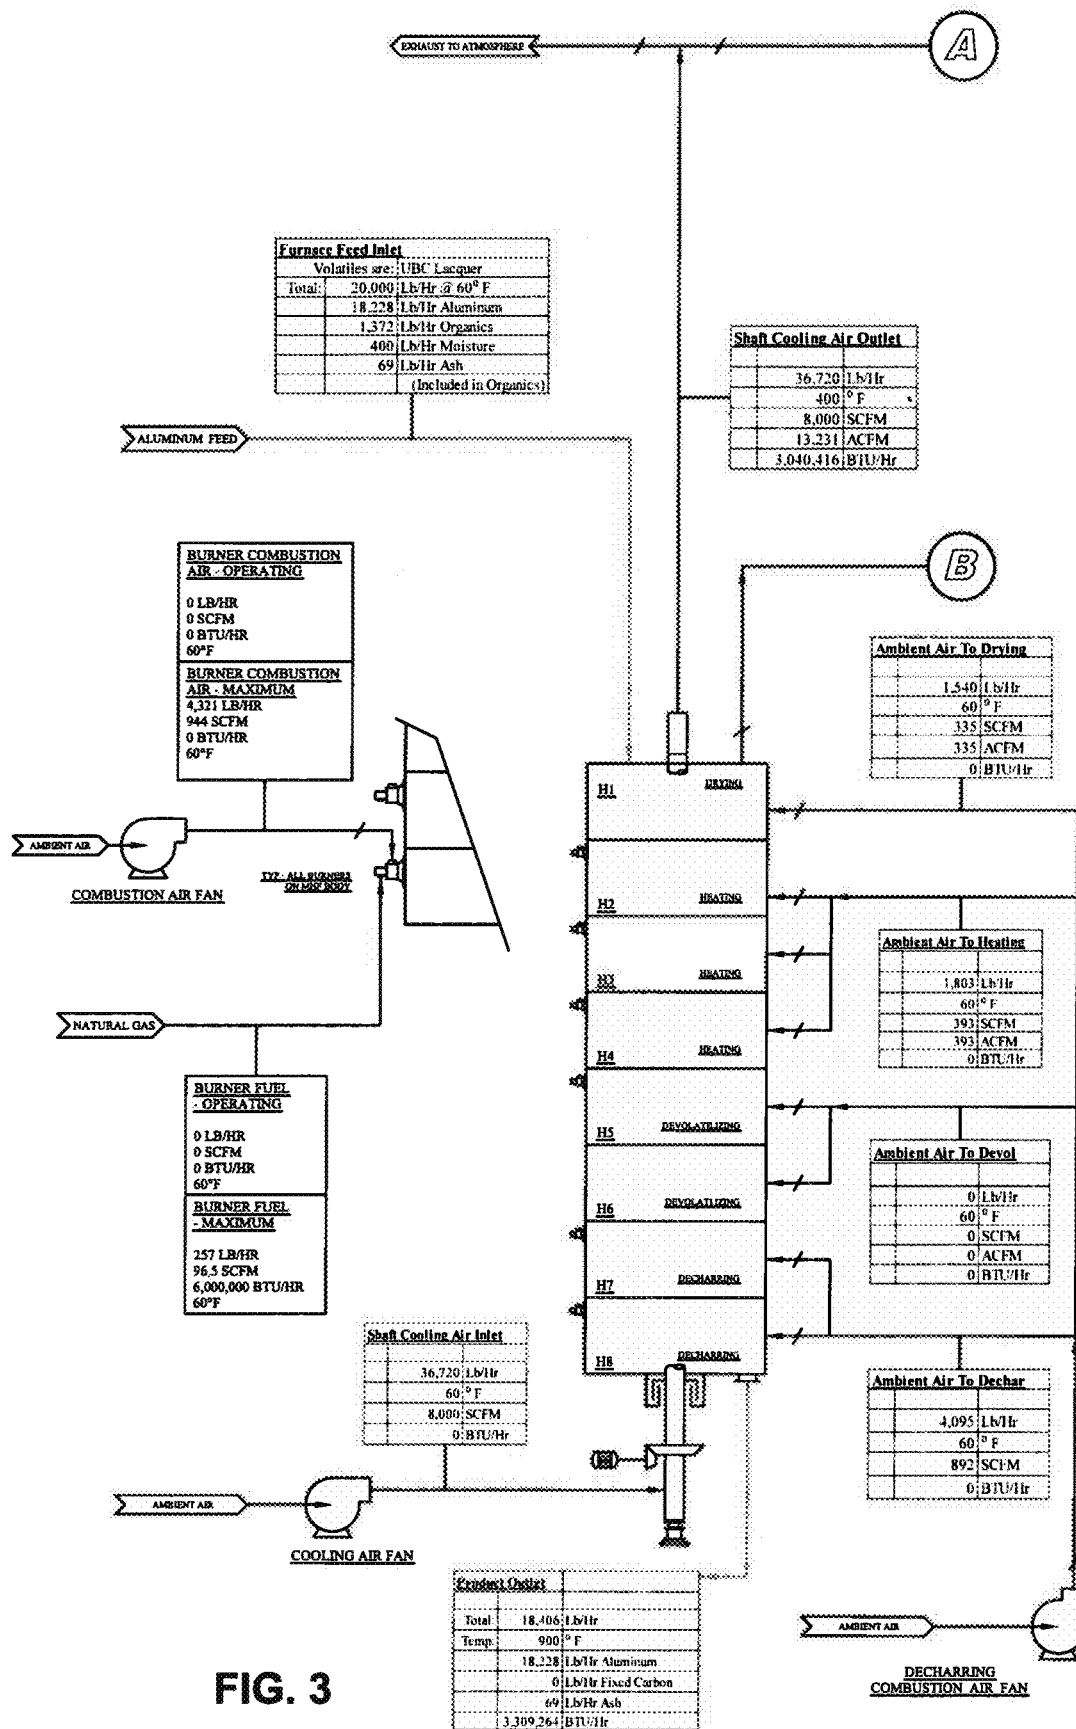 EXHAUST TO ATMOSPHERE
A
Furnace Feed Inlet
Volatiles are: UBC Lacquer
Total: 20,000 Lb/Hr @ 60° F
18,228 Lb/Hr Aluminum
1,372 Lb/Hr Organics
400 Lb/Hr Moisture
69 Lb/Hr Ash
(Included in Organics)
Shaft Cooling Air Outlet
36,720 Lb/Hr
400 ° F
8,000 SCFM
13,231 ACFM
3,040,416 BTU/Hr
ALUMINUM FEED
BURNER COMBUSTION
AIR - OPERATING
0 LB/HR
0 SCFM
0 BTU/HR
60°F
BURNER COMBUSTION
AIR - MAXIMUM
4,321 LB/HR
944 SCFM
0 BTU/HR
60°F
B
Ambient Air To Drying
1,540 Lb/Hr
60 ° F
335 SCFM
335 ACFM
0 BTU/Hr
AMBIENT AIR
COMBUSTION AIR FAN
TYP - ALL BURNERS
ON MHF BODY
H1 DRYING
H2 HEATING
H3 HEATING
H4 HEATING
H5 DEVOLATILIZING
H6 DEVOLATLIZING
H7 DECHARRING
H8 DECHARRING
Ambient Air To Heating
1,803 Lb/Hr
60 ° F
393 SCFM
393 ACFM
0 BTU/Hr
NATURAL GAS
BURNER FUEL
- OPERATING
0 LB/HR
0 SCFM
0 BTU/HR
60°F
BURNER FUEL
- MAXIMUM
257 LB/HR
96.5 SCFM
6,000,000 BTU/HR
60°F
Ambient Air To Devol
0 Lb/Hr
60 ° F
0 SCFM
0 ACFM
0 BTU/Hr
Shaft Cooling Air Inlet
36,720 Lb/Hr
60 ° F
8,000 SCFM
0 BTU/Hr
Ambient Air To Dechar
4,095 Lb/Hr
60 ° F
892 SCFM
0 BTU/Hr
AMBIENT AIR
COOLING AIR FAN
Product Outlet
Total 18,406 Lb/Hr
Temp 900 ° F
18,228 Lb/Hr Aluminum
0 Lb/Hr Fixed Carbon
69 Lb/Hr Ash
3,309,264 BTU/Hr
AMBIENT AIR
DECHARRING
COMBUSTION AIR FAN
FIG. 3